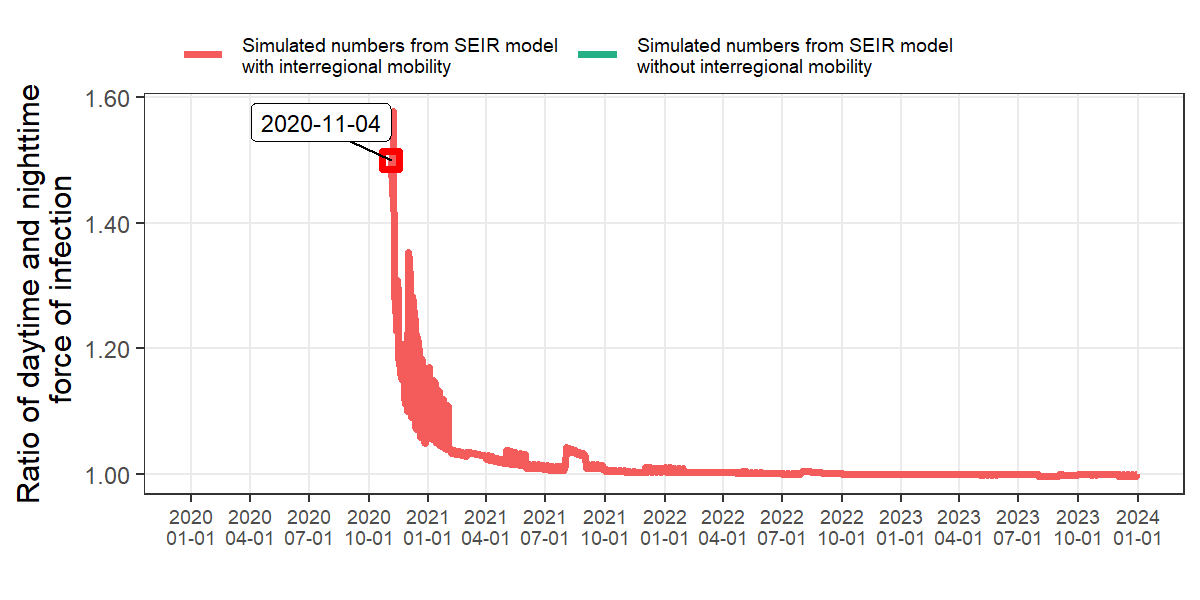 Simulated numbers from SEIR model
with interregional mobility
Simulated numbers from SEIR model
without interregional mobility
Ratio of daytime and nighttime
force of infection
1.60
1.40
1.20
1.00
2020-11-04
2020 2020 2020 2020 2021 2021 2021 2021 2022 2022 2022 2022 2023 2023 2023 2023 2024
01-01 04-01 07-01 10-01 01-01 04-01 07-01 10-01 01-01 04-01 07-01 10-01 01-01 04-01 07-01 10-01 01-01